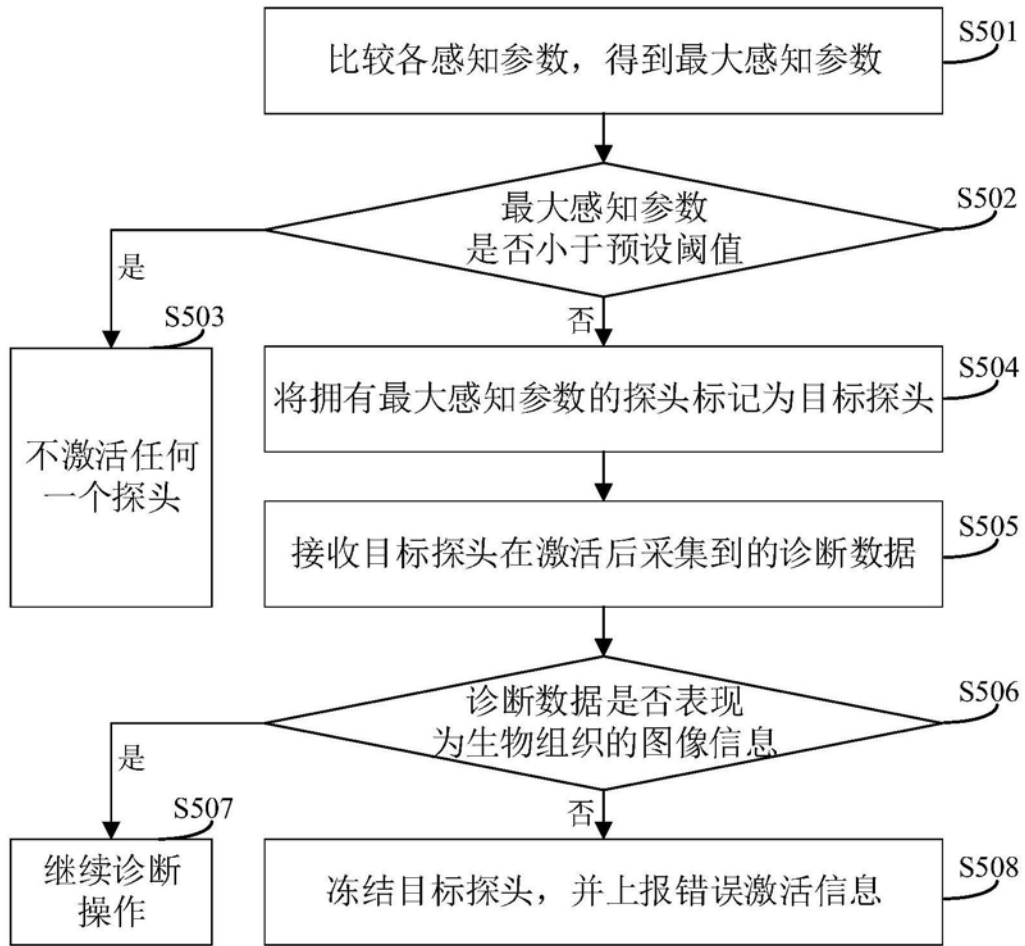 S501
比较各感知参数，得到最大感知参数
S502
最大感知参数
是否小于预设阈值
是
否
S503
不激活任何
一个探头
S504
将拥有最大感知参数的探头标记为目标探头
S505
接收目标探头在激活后采集到的诊断数据
S506
诊断数据是否表现
为生物组织的图像信息
是
否
S507
继续诊断
操作
S508
冻结目标探头，并上报错误激活信息